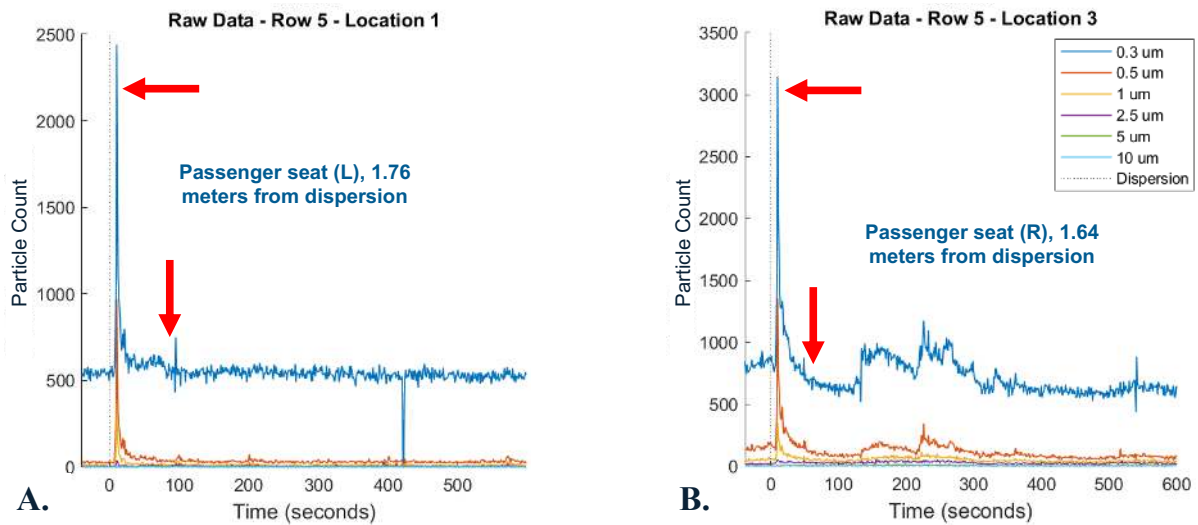 Raw Data - Row 5 - Location 1
2500
2000
1500
1000
500
0
Particle Count
Passenger seat (L), 1.76
meters from dispersion
0
100
200
300
400
500
Time (seconds)
A.
Raw Data - Row 5 - Location 3
3500
3000
2500
2000
1500
1000
500
0
Particle Count
0.3 um
0.5 um
1 um
2.5 um
5 um
10 um
Dispersion
Passenger seat (R), 1.64
meters from dispersion
0
100
200
300
400
500
600
Time (seconds)
B.